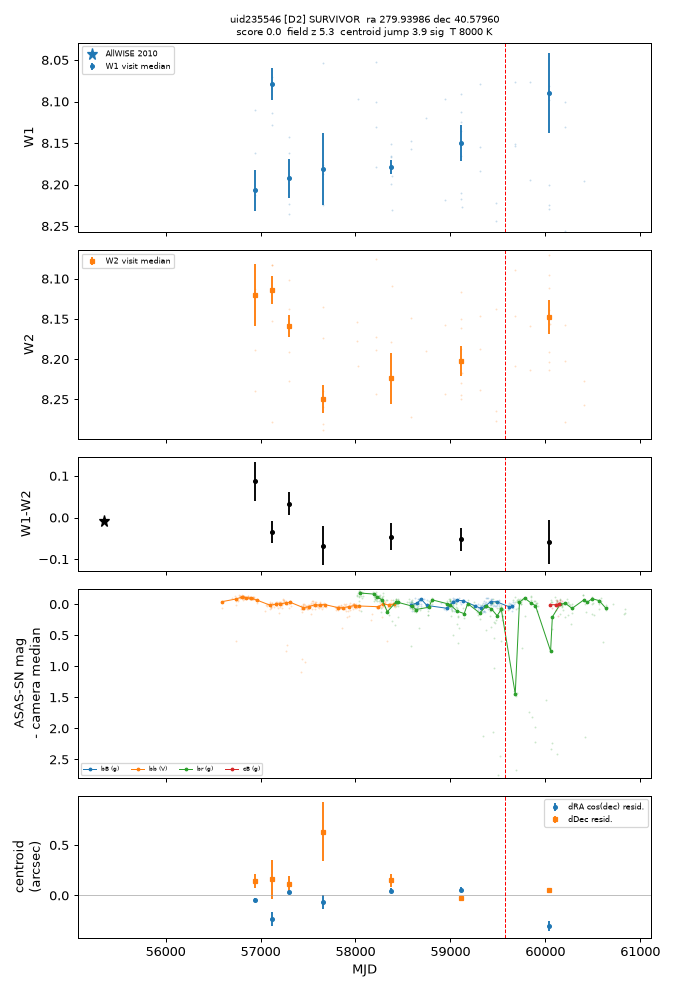 uid235546 [D2] SURVIVOR  ra 279.93986 dec 40.57960
score 0.0  field z 5.3  centroid jump 3.9 sig  T 8000 K
AllWISE 2010
W1 visit median
8.05
8.10
8.15
8.20
8.25
W1
W2 visit median
8.10
8.15
8.20
8.25
W2
0.1
0.0
−0.1
W1-W2
0.0
0.5
1.0
1.5
2.0
2.5
ASAS-SN mag
- camera median
bB (g)
bb (V)
br (g)
cB (g)
dRA cos(dec) resid.
dDec resid.
0.5
0.0
centroid
(arcsec)
56000
57000
58000
59000
60000
61000
MJD